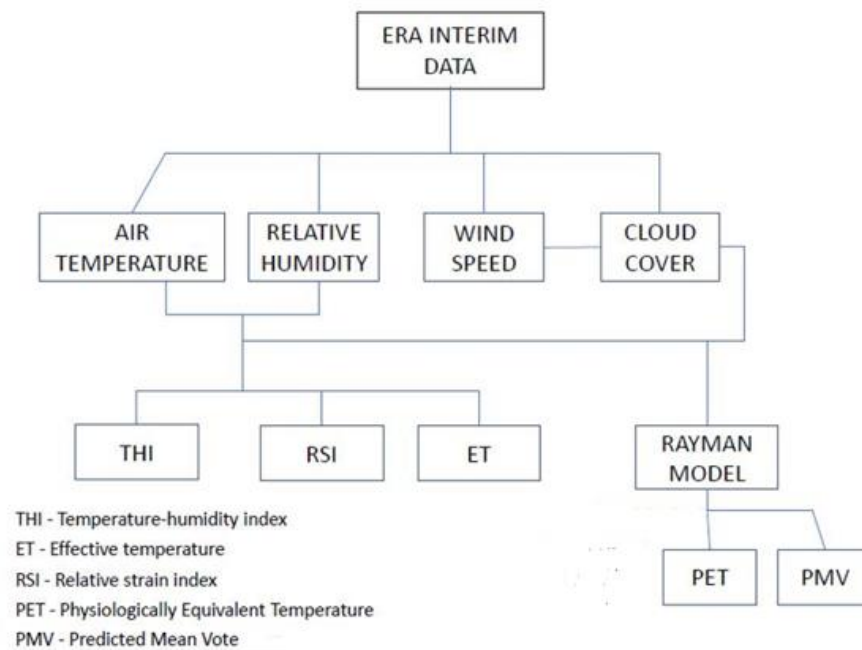 ERA INTERIM
DATA
AIR
TEMPERATURE
RELATIVE
HUMIDITY
WIND
SPEED
CLOUD
COVER
THI
RSI
ET
RAYMAN
MODEL
PET
PMV
THI - Temperature-humidity index
ET - Effective temperature
RSI - Relative strain index
PET - Physiologically Equivalent Temperature
PMV - Predicted Mean Vote